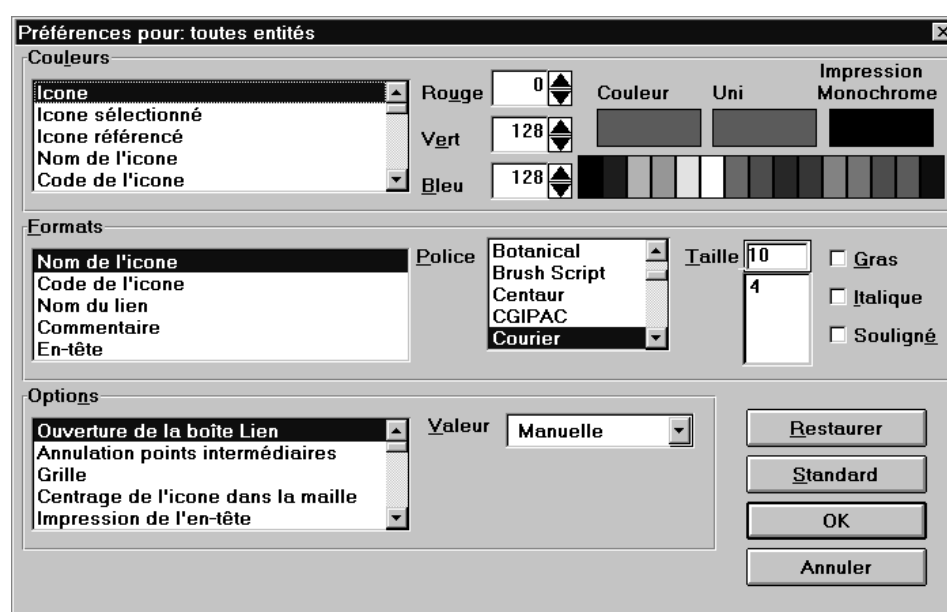 Préférences pour: toutes entités
Couleurs
Icone
Icone sélectionné
Icone référencé
Nom de l'icone
Code de l'icone
Rouge 0
Vert 128
Bleu 128
Couleur
Uni
Impression
Monochrome
Formats
Nom de l'icone
Code de l'icone
Nom du lien
Commentaire
En-tête
Police
Botanical
Brush Script
Centaur
CGIPAC
Courier
Taille 10
4
Gras
Italique
Souligné
Options
Ouverture de la boîte Lien
Annulation points intermédiaires
Grille
Centrage de l'icone dans la maille
Impression de l'en-tête
Valeur Manuelle
Restaurer
Standard
OK
Annuler